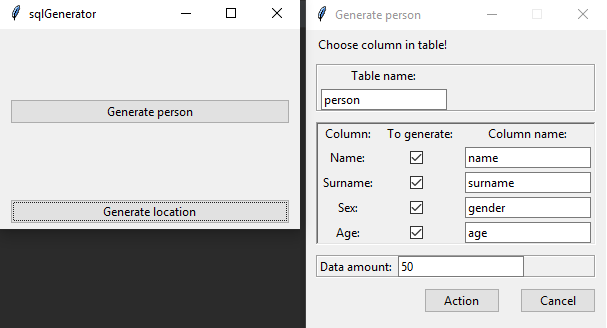 sqlGenerator
Generate person
Generate location
Generate person
Choose column in table!
Table name:
person
Column: To generate: Column name:
Name: name
Surname: surname
Sex: gender
Age: age
Data amount: 50
Action Cancel